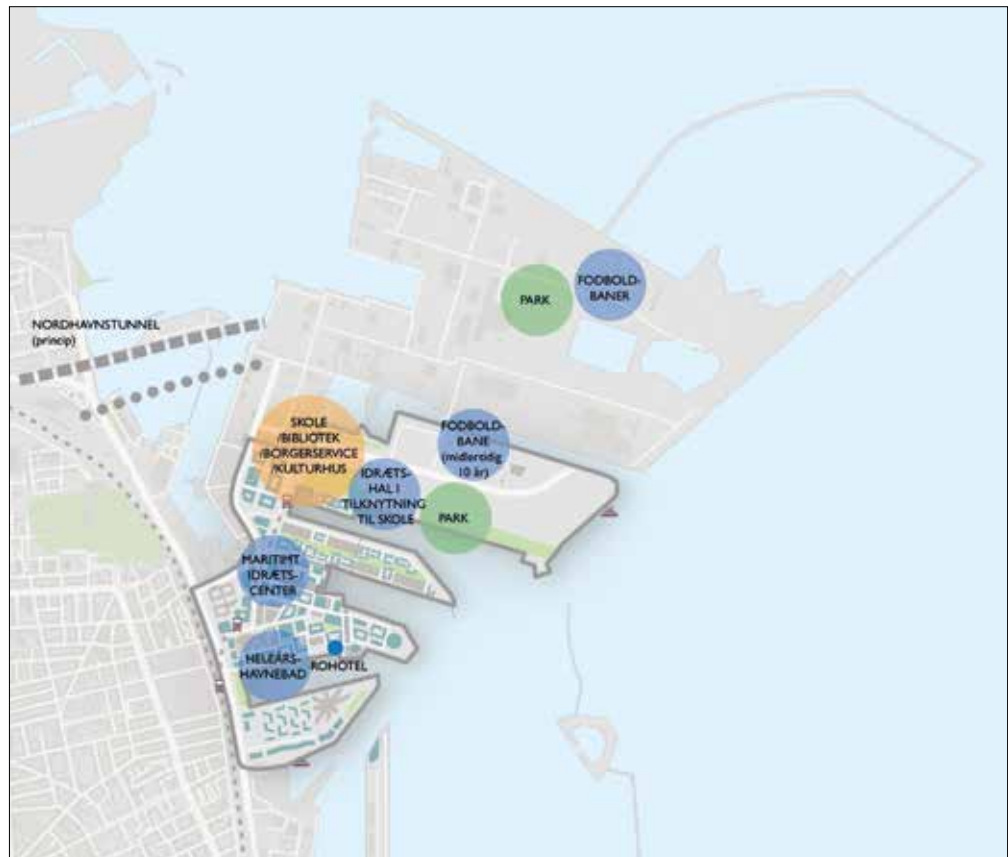 PARK
FODBOLD-
BANER
NORDHAVNSTUNNEL
(princip)
SKOLE
/BIBLIOTEK
/BORGERSERVICE
/KULTURHUS
FODBOLD-
BANE
(midlertidig
10 år)
IDRÆTS-
HAL I
TILKNYTNING
TIL SKOLE
PARK
MARITIMT
IDRÆTS-
CENTER
HELÅRS-
HAVNEBAD
ROHOTEL